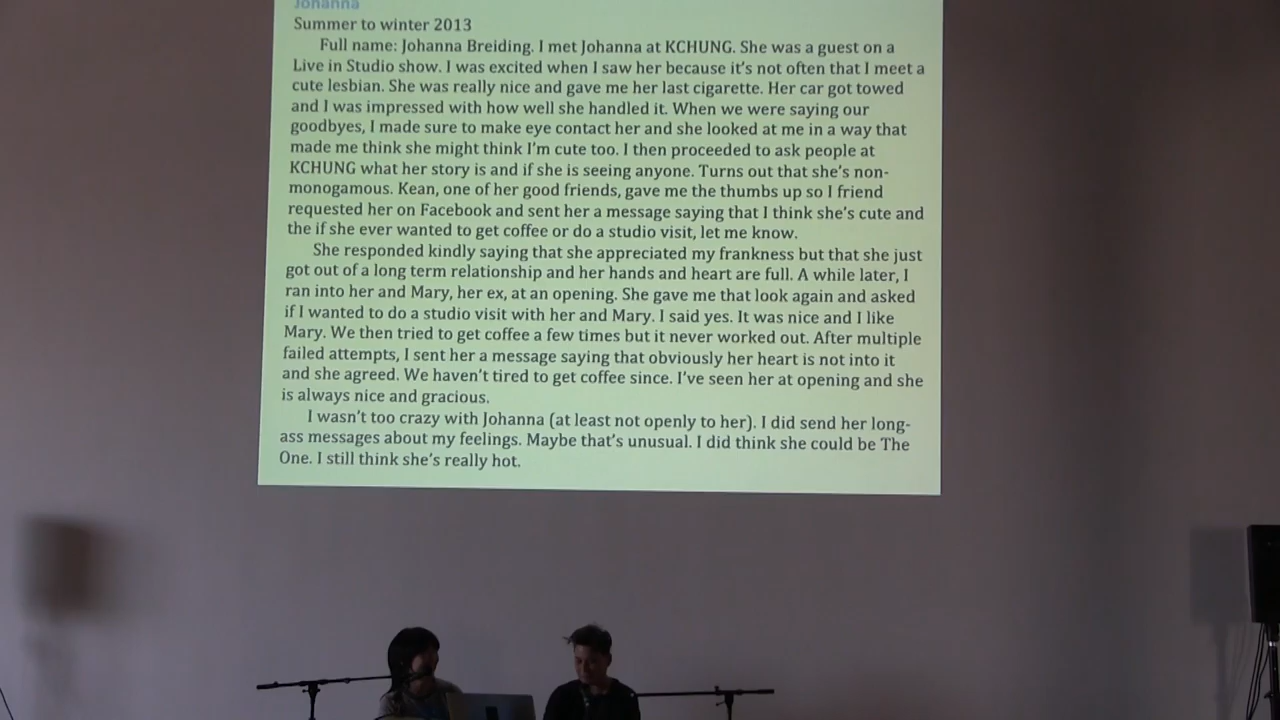 Johanna
Summer to winter 2013
Full name: Johanna Breiding. I met Johanna at KCHUNG. She was a guest on a
Live in Studio show. I was excited when I saw her because it's not often that I meet a
cute lesbian. She was really nice and gave me her last cigarette. Her car got towed
and I was impressed with how well she handled it. When we were saying our
goodbyes, I made sure to make eye contact her and she looked at me in a way that
made me think she might think I'm cute too. I then proceeded to ask people at
KCHUNG what her story is and if she is seeing anyone. Turns out that she's non-
monogamous. Kean, one of her good friends, gave me the thumbs up so I friend
requested her on Facebook and sent her a message saying that I think she's cute and
the if she ever wanted to get coffee or do a studio visit, let me know.
She responded kindly saying that she appreciated my frankness but that she just
got out of a long term relationship and her hands and heart are full. A while later, I
ran into her and Mary, her ex, at an opening. She gave me that look again and asked
if I wanted to do a studio visit with her and Mary. I said yes. It was nice and I like
Mary. We then tried to get coffee a few times but it never worked out. After multiple
failed attempts, I sent her a message saying that obviously her heart is not into it
and she agreed. We haven't tired to get coffee since. I've seen her at opening and she
is always nice and gracious.
I wasn't too crazy with Johanna (at least not openly to her). I did send her long-
ass messages about my feelings. Maybe that's unusual. I did think she could be The
One. I still think she's really hot.